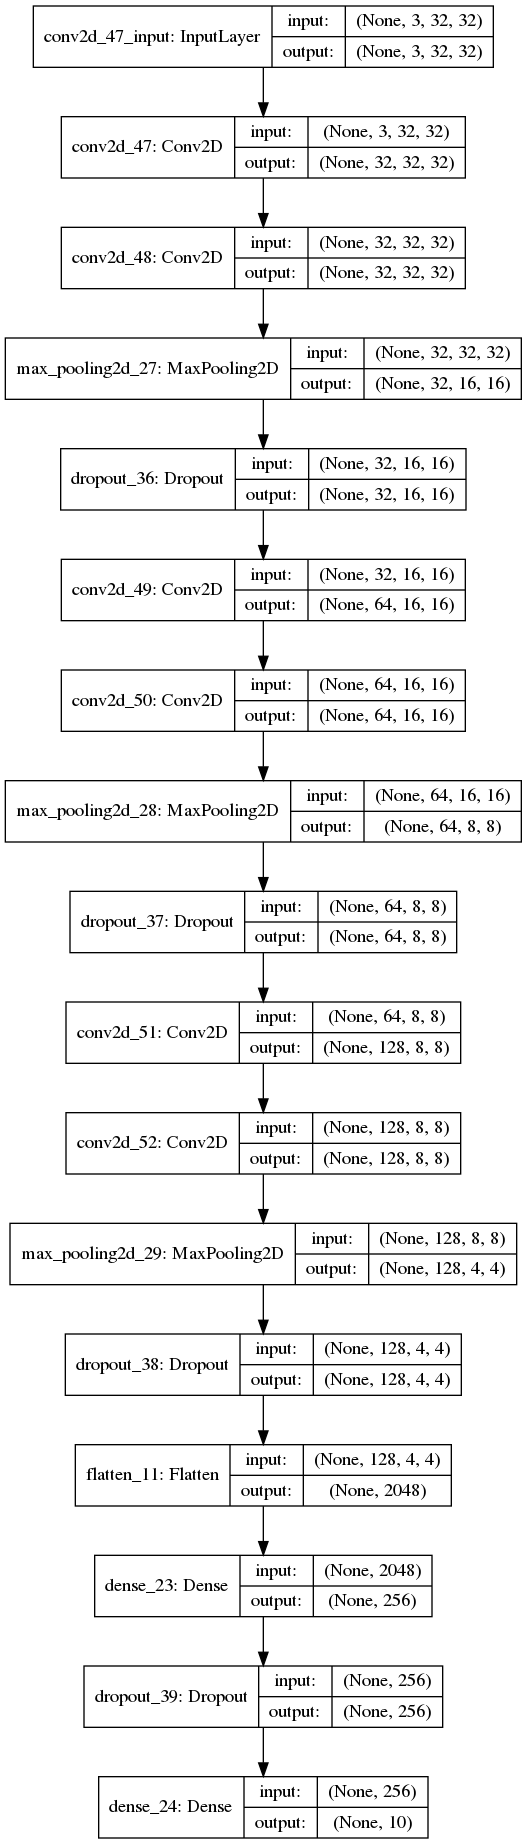 conv2d_47_input: InputLayer input: (None, 3, 32, 32)
output: (None, 3, 32, 32)
conv2d_47: Conv2D input: (None, 3, 32, 32)
output: (None, 32, 32, 32)
conv2d_48: Conv2D input: (None, 32, 32, 32)
output: (None, 32, 32, 32)
max_pooling2d_27: MaxPooling2D input: (None, 32, 32, 32)
output: (None, 32, 16, 16)
dropout_36: Dropout input: (None, 32, 16, 16)
output: (None, 32, 16, 16)
conv2d_49: Conv2D input: (None, 32, 16, 16)
output: (None, 64, 16, 16)
conv2d_50: Conv2D input: (None, 64, 16, 16)
output: (None, 64, 16, 16)
max_pooling2d_28: MaxPooling2D input: (None, 64, 16, 16)
output: (None, 64, 8, 8)
dropout_37: Dropout input: (None, 64, 8, 8)
output: (None, 64, 8, 8)
conv2d_51: Conv2D input: (None, 64, 8, 8)
output: (None, 128, 8, 8)
conv2d_52: Conv2D input: (None, 128, 8, 8)
output: (None, 128, 8, 8)
max_pooling2d_29: MaxPooling2D input: (None, 128, 8, 8)
output: (None, 128, 4, 4)
dropout_38: Dropout input: (None, 128, 4, 4)
output: (None, 128, 4, 4)
flatten_11: Flatten input: (None, 128, 4, 4)
output: (None, 2048)
dense_23: Dense input: (None, 2048)
output: (None, 256)
dropout_39: Dropout input: (None, 256)
output: (None, 256)
dense_24: Dense input: (None, 256)
output: (None, 10)